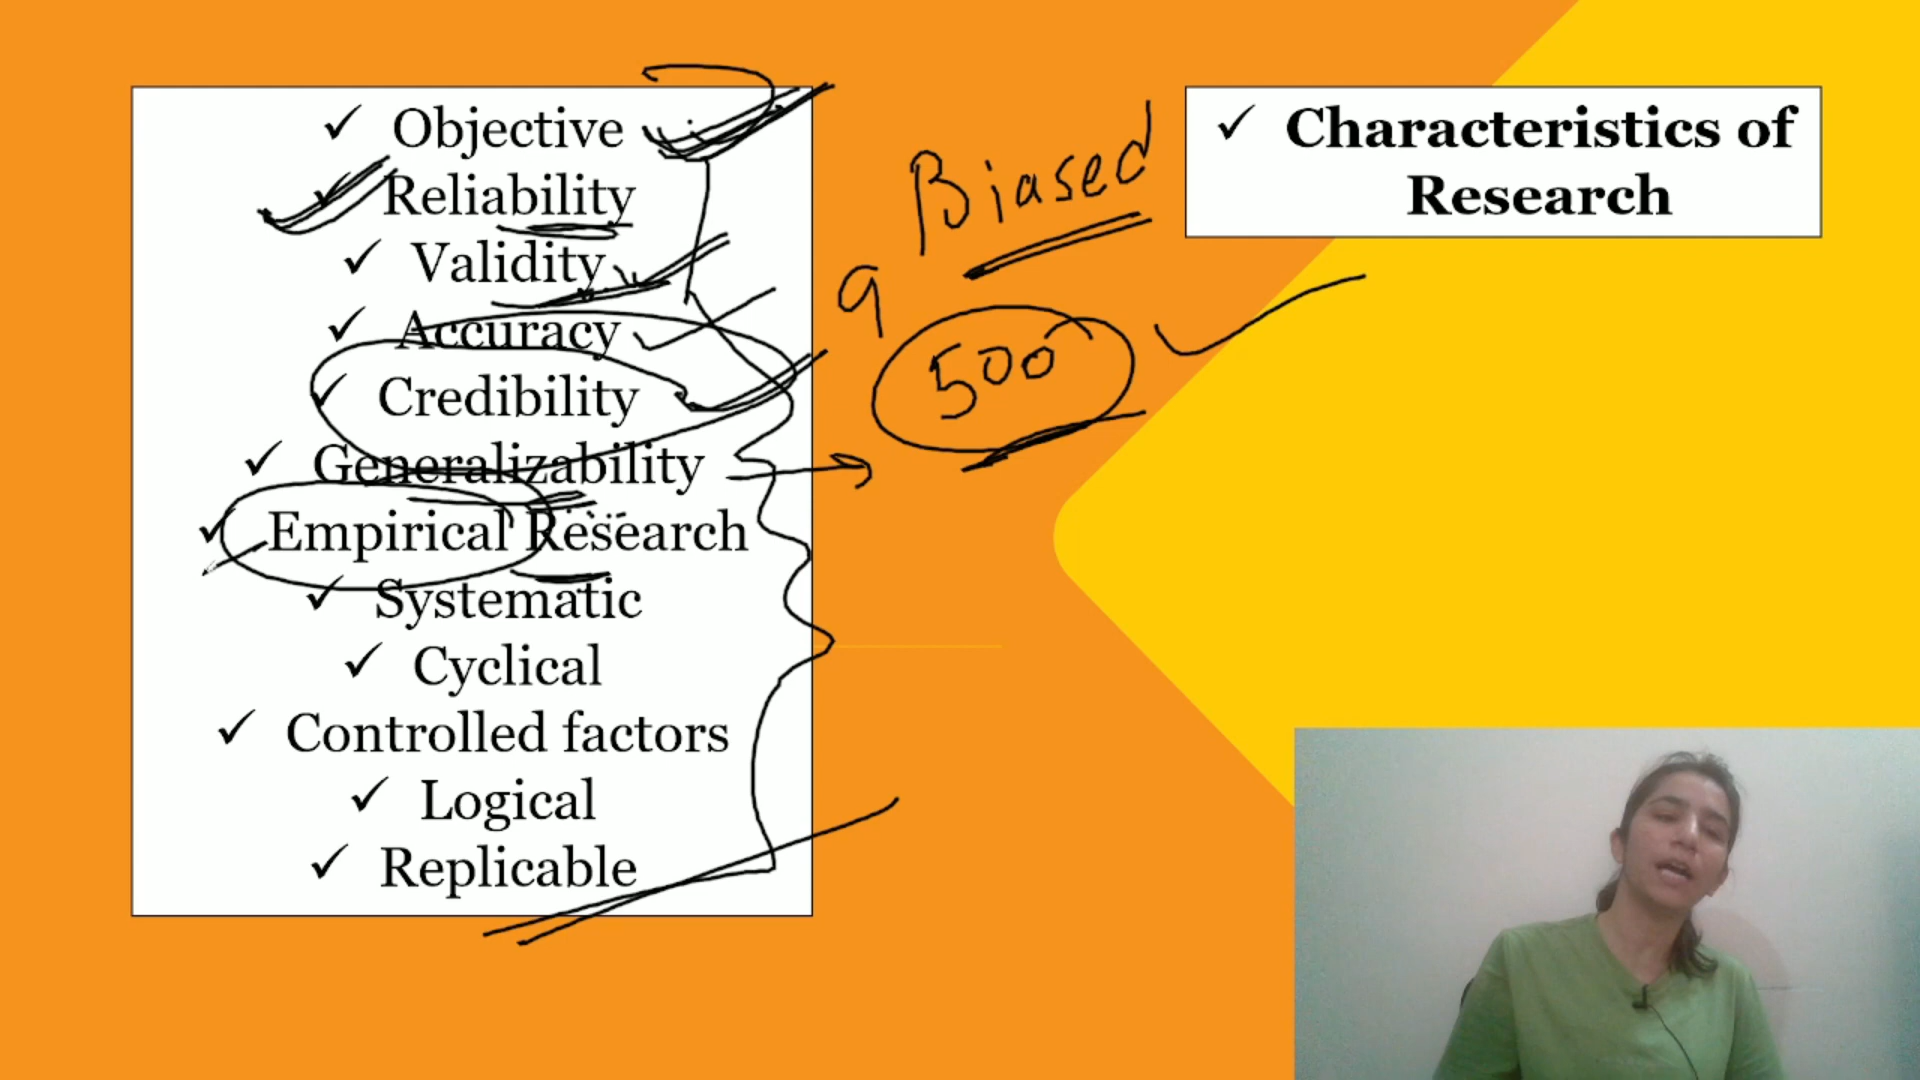 ✓ Objective
✓ Reliability
✓ Validity
✓ Accuracy
✓ Credibility
✓ Generalizability
✓ Empirical Research
✓ Systematic
✓ Cyclical
✓ Controlled factors
✓ Logical
✓ Replicable
Biased
9
500
✓ Characteristics of
Research